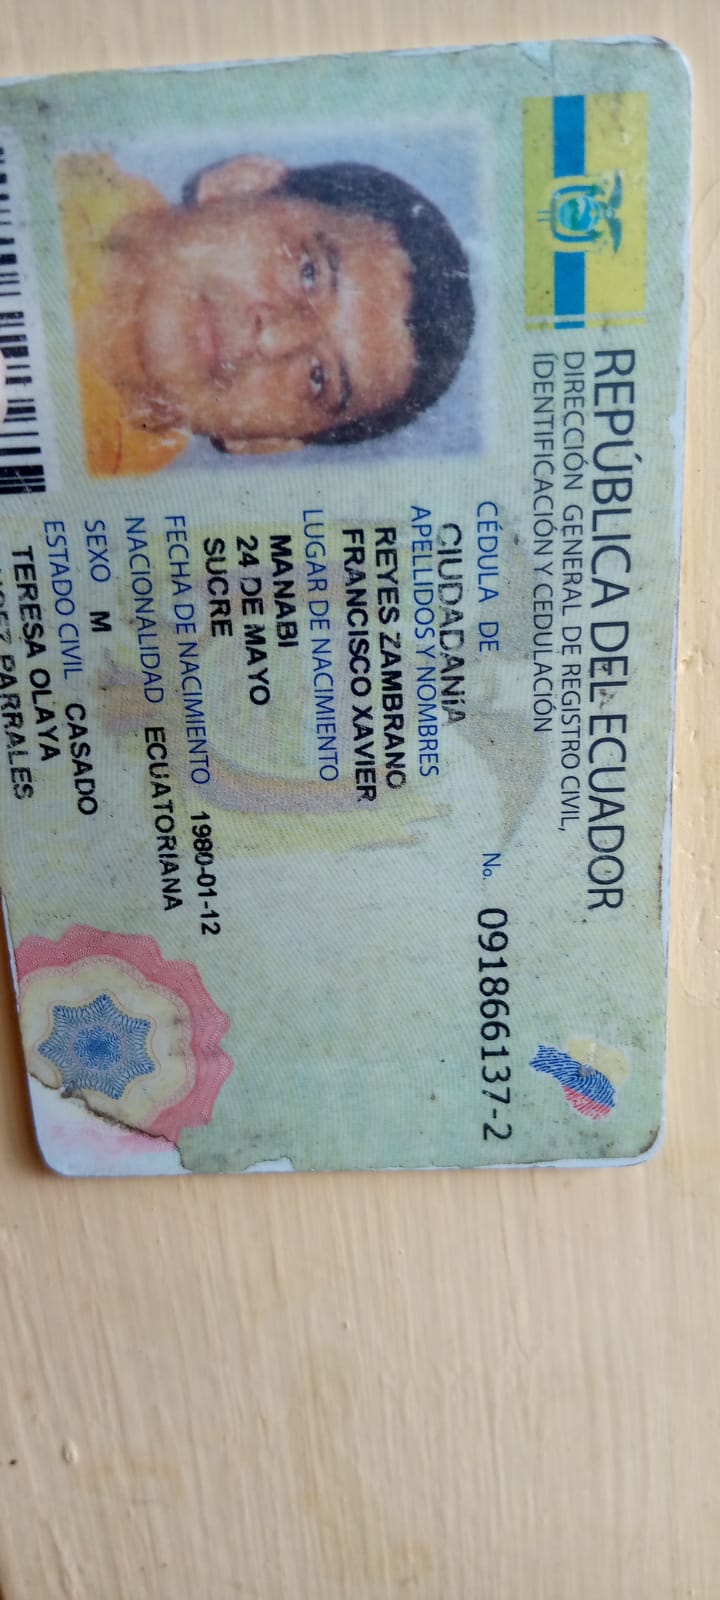 REPÚBLICA DEL ECUADOR
DIRECCIÓN GENERAL DE REGISTRO CIVIL,
IDENTIFICACIÓN Y CEDULACIÓN
CÉDULA DE No. 091866137-2
CIUDADANÍA
APELLIDOS Y NOMBRES
REYES ZAMBRANO
FRANCISCO XAVIER
LUGAR DE NACIMIENTO
MANABI
24 DE MAYO
SUCRE
FECHA DE NACIMIENTO 1980-01-12
NACIONALIDAD ECUATORIANA
SEXO M
ESTADO CIVIL CASADO
TERESA OLAYA
PARRALES